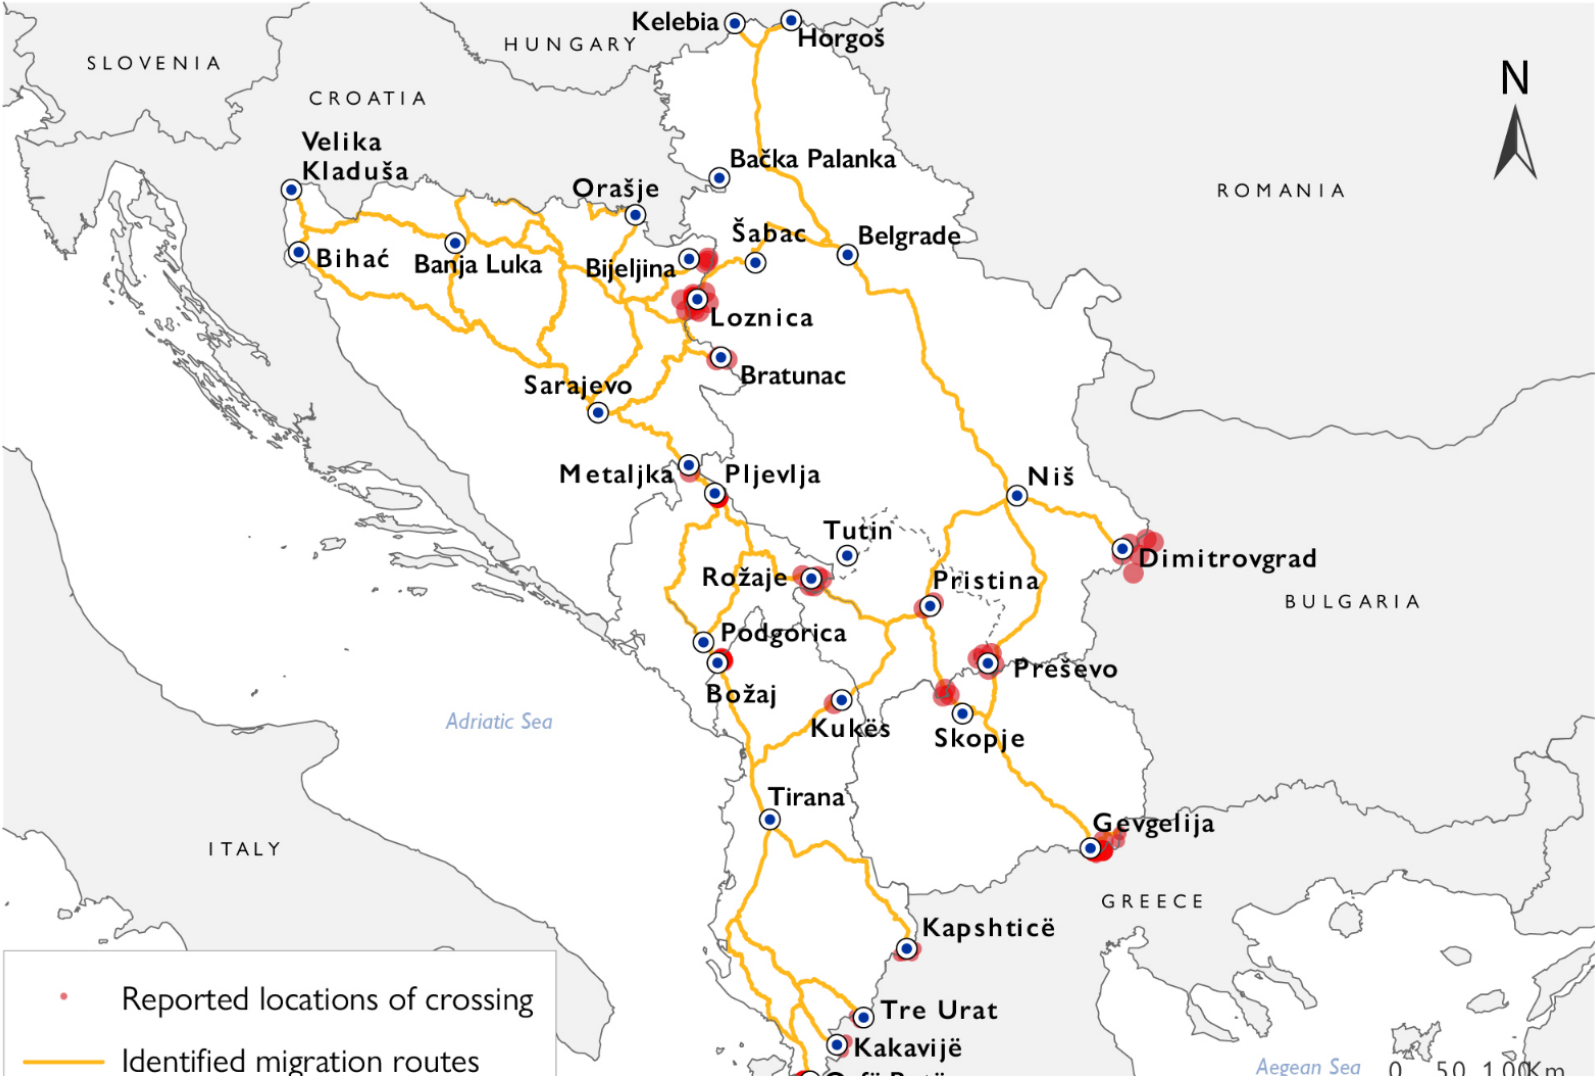 Kelebia
Horgoš
HUNGARY
SLOVENIA
CROATIA
N
Velika
Kladuša
Bačka Palanka
Orašje
ROMANIA
Šabac
Belgrade
Bihać
Banja Luka
Bijeljina
Loznica
Bratunac
Sarajevo
Metaljka
Pljevlja
Niš
Tutin
Dimitrovgrad
Rožaje
Pristina
BULGARIA
Podgorica
Preševo
Božaj
Adriatic Sea
Kukës
Skopje
Tirana
Gevgelija
ITALY
GREECE
Kapshticë
Reported locations of crossing
Tre Urat
Kakavijë
Identified migration routes
Aegean Sea
0 50 100Km